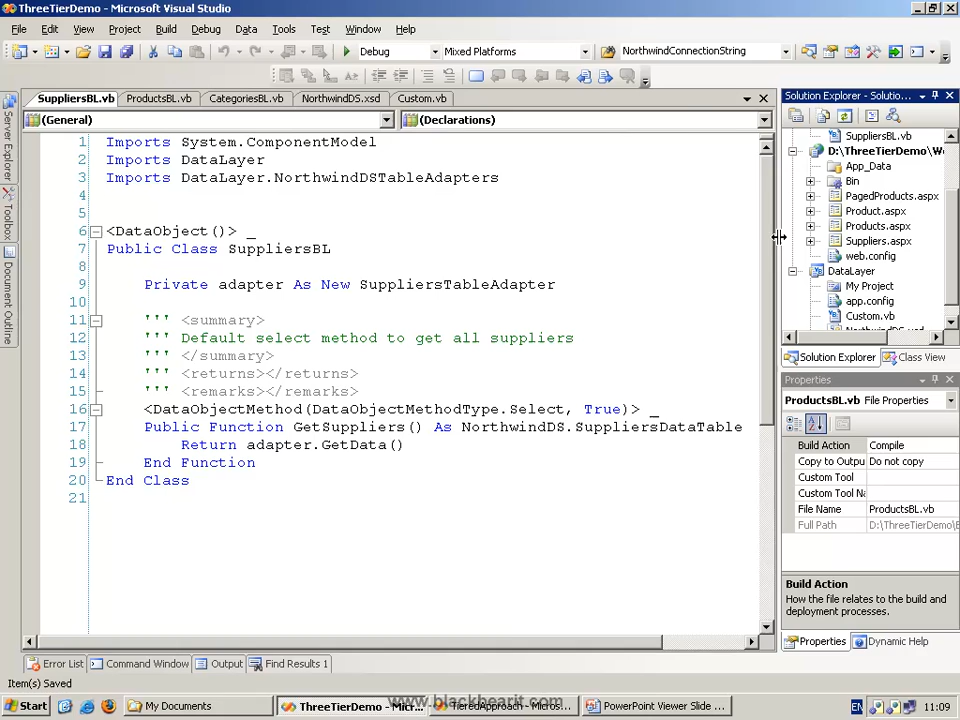 ThreeTierDemo - Microsoft Visual Studio
File Edit View Project Build Debug Data Tools Test Window Help
Debug Mixed Platforms NorthwindConnectionString
SuppliersBL.vb ProductsBL.vb CategoriesBL.vb NorthwindDS.xsd Custom.vb
(General) (Declarations)
1 Imports System.ComponentModel
2 Imports DataLayer
3 Imports DataLayer.NorthwindDSTableAdapters
4
5
6 <DataObject()> _
7 Public Class SuppliersBL
8
9 Private adapter As New SuppliersTableAdapter
10
11 ''' <summary>
12 ''' Default select method to get all suppliers
13 ''' </summary>
14 ''' <returns></returns>
15 ''' <remarks></remarks>
16 <DataObjectMethod(DataObjectMethodType.Select, True)> _
17 Public Function GetSuppliers() As NorthwindDS.SuppliersDataTable
18 Return adapter.GetData()
19 End Function
20 End Class
21
Server Explorer
Toolbox
Document Outline
Solution Explorer - Solutio...
SuppliersBL.vb
D:\ThreeTierDemo\We
App_Data
Bin
PagedProducts.aspx
Product.aspx
Products.aspx
Suppliers.aspx
web.config
DataLayer
My Project
app.config
Custom.vb
Solution Explorer Class View
Properties
ProductsBL.vb File Properties
Build Action Compile
Copy to Outpu Do not copy
Custom Tool
Custom Tool Na
File Name ProductsBL.vb
Full Path D:\ThreeTierDemo\B
Build Action
How the file relates to the build and
deployment processes.
Properties Dynamic Help
Error List Command Window Output Find Results 1
Item(s) Saved
Start My Documents ThreeTierDemo - Micr... TieredApproach - Micros... PowerPoint Viewer Slide ... EN 11:09
www.blackbearit.com